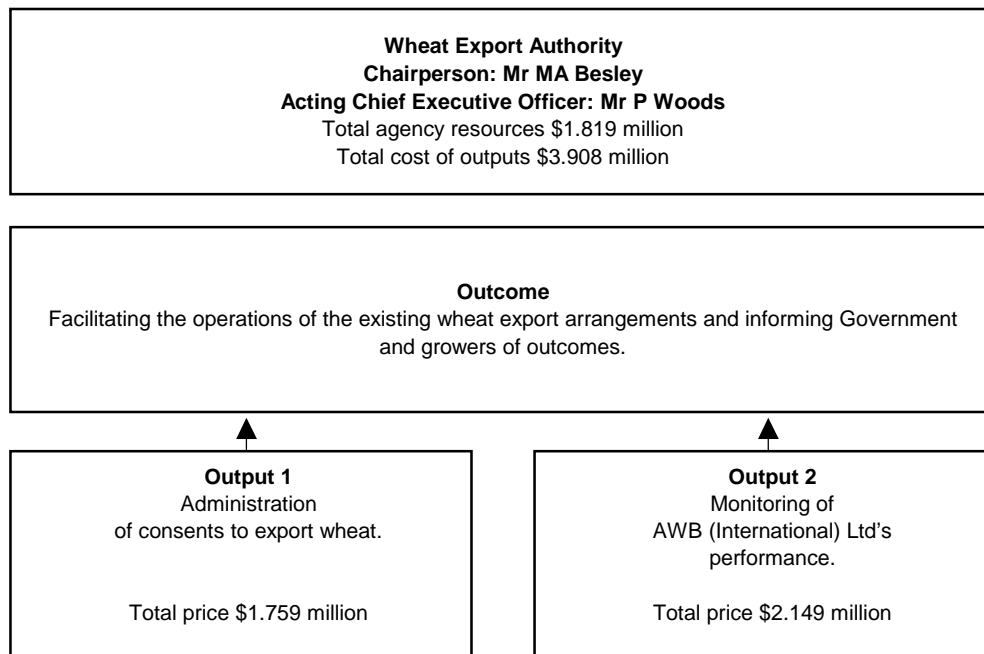 Wheat Export Authority
Chairperson: Mr MA Besley
Acting Chief Executive Officer: Mr P Woods
Total agency resources $1.819 million
Total cost of outputs $3.908 million
Outcome
Facilitating the operations of the existing wheat export arrangements and informing Government
and growers of outcomes.
Output 1
Administration
of consents to export wheat.
Total price $1.759 million
Output 2
Monitoring of
AWB (International) Ltd's
performance.
Total price $2.149 million